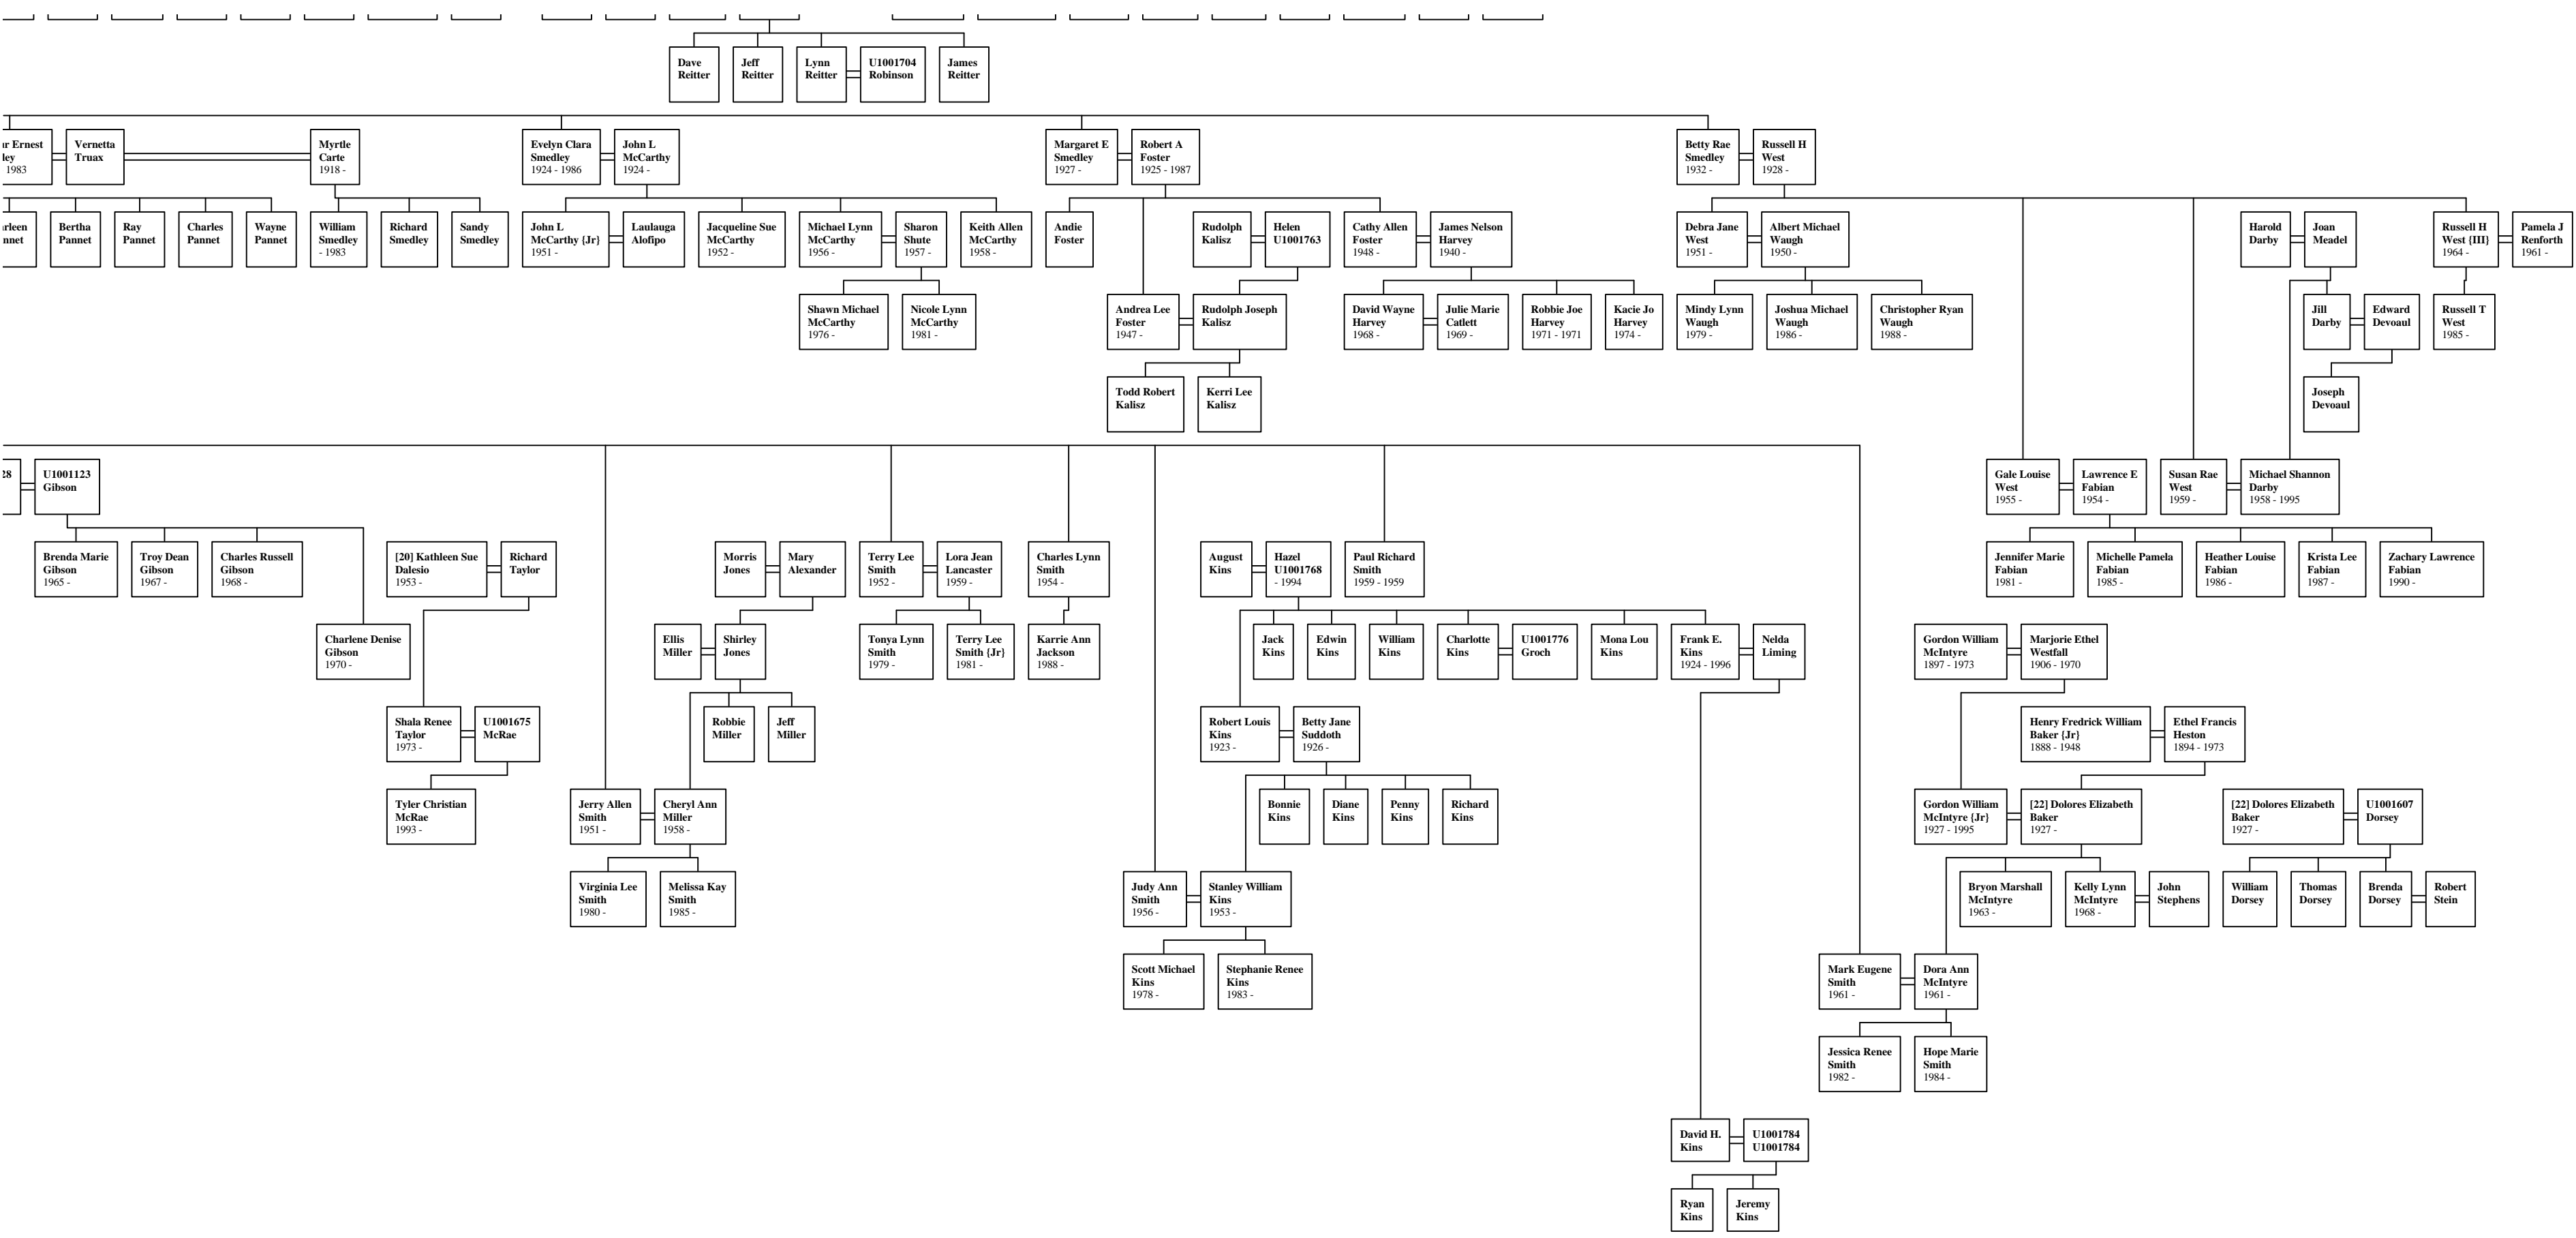 Dave
Reitter
Jeff
Reitter
Lynn
Reitter
U1001704
Robinson
James
Reitter
Ernest
1983
Vernetta
Truax
Myrtle
Carte
1918 -
Evelyn Clara
Smedley
1924 - 1986
John L
McCarthy
1924 -
Margaret E
Smedley
1927 -
Robert A
Foster
1925 - 1987
Betty Rae
Smedley
1932 -
Russell H
West
1928 -
Bertha
Pannet
Ray
Pannet
Charles
Pannet
Wayne
Pannet
William
Smedley
- 1983
Richard
Smedley
Sandy
Smedley
John L
McCarthy {Jr}
1951 -
Laulauga
Alofipo
Jacqueline Sue
McCarthy
1952 -
Michael Lynn
McCarthy
1956 -
Sharon
Shute
1957 -
Keith Allen
McCarthy
1958 -
Andie
Foster
Rudolph
Kalisz
Helen
U1001763
Cathy Allen
Foster
1948 -
James Nelson
Harvey
1940 -
Debra Jane
West
1951 -
Albert Michael
Waugh
1950 -
Harold
Darby
Joan
Meadel
Russell H
West {III}
1964 -
Pamela J
Renforth
1961 -
Shawn Michael
McCarthy
1976 -
Nicole Lynn
McCarthy
1981 -
Andrea Lee
Foster
1947 -
Rudolph Joseph
Kalisz
David Wayne
Harvey
1968 -
Julie Marie
Catlett
1969 -
Robbie Joe
Harvey
1971 - 1971
Kacie Jo
Harvey
1974 -
Mindy Lynn
Waugh
1979 -
Joshua Michael
Waugh
1986 -
Christopher Ryan
Waugh
1988 -
Jill
Darby
Edward
Devoaul
Russell T
West
1985 -
Todd Robert
Kalisz
Kerri Lee
Kalisz
Joseph
Devoaul
28
U1001123
Gibson
Gale Louise
West
1955 -
Lawrence E
Fabian
1954 -
Susan Rae
West
1959 -
Michael Shannon
Darby
1958 - 1995
Brenda Marie
Gibson
1965 -
Troy Dean
Gibson
1967 -
Charles Russell
Gibson
1968 -
[20] Kathleen Sue
Dalesio
1953 -
Richard
Taylor
Morris
Jones
Mary
Alexander
Terry Lee
Smith
1952 -
Lora Jean
Lancaster
1959 -
Charles Lynn
Smith
1954 -
August
Kins
Hazel
U1001768
- 1994
Paul Richard
Smith
1959 - 1959
Jennifer Marie
Fabian
1981 -
Michelle Pamela
Fabian
1985 -
Heather Louise
Fabian
1986 -
Krista Lee
Fabian
1987 -
Zachary Lawrence
Fabian
1990 -
Charlene Denise
Gibson
1970 -
Ellis
Miller
Shirley
Jones
Tonya Lynn
Smith
1979 -
Terry Lee
Smith {Jr}
1981 -
Karrie Ann
Jackson
1988 -
Jack
Kins
Edwin
Kins
William
Kins
Charlotte
Kins
U1001776
Groch
Mona Lou
Kins
Frank E.
Kins
1924 - 1996
Nelda
Liming
Gordon William
McIntyre
1897 - 1973
Marjorie Ethel
Westfall
1906 - 1970
Shala Renee
Taylor
1973 -
U1001675
McRae
Robbie
Miller
Jeff
Miller
Robert Louis
Kins
1923 -
Betty Jane
Suddoth
1926 -
Henry Fredrick William
Baker {Jr}
1888 - 1948
Ethel Francis
Heston
1894 - 1973
Tyler Christian
McRae
1993 -
Jerry Allen
Smith
1951 -
Cheryl Ann
Miller
1958 -
Bonnie
Kins
Diane
Kins
Penny
Kins
Richard
Kins
Gordon William
McIntyre {Jr}
1927 - 1995
[22] Dolores Elizabeth
Baker
1927 -
[22] Dolores Elizabeth
Baker
1927 -
U1001607
Dorsey
Virginia Lee
Smith
1980 -
Melissa Kay
Smith
1985 -
Judy Ann
Smith
1956 -
Stanley William
Kins
1953 -
Bryon Marshall
McIntyre
1963 -
Kelly Lynn
McIntyre
1968 -
John
Stephens
William
Dorsey
Thomas
Dorsey
Brenda
Dorsey
Robert
Stein
Scott Michael
Kins
1978 -
Stephanie Renee
Kins
1983 -
Mark Eugene
Smith
1961 -
Dora Ann
McIntyre
1961 -
Jessica Renee
Smith
1982 -
Hope Marie
Smith
1984 -
David H.
Kins
U1001784
U1001784
Ryan
Kins
Jeremy
Kins